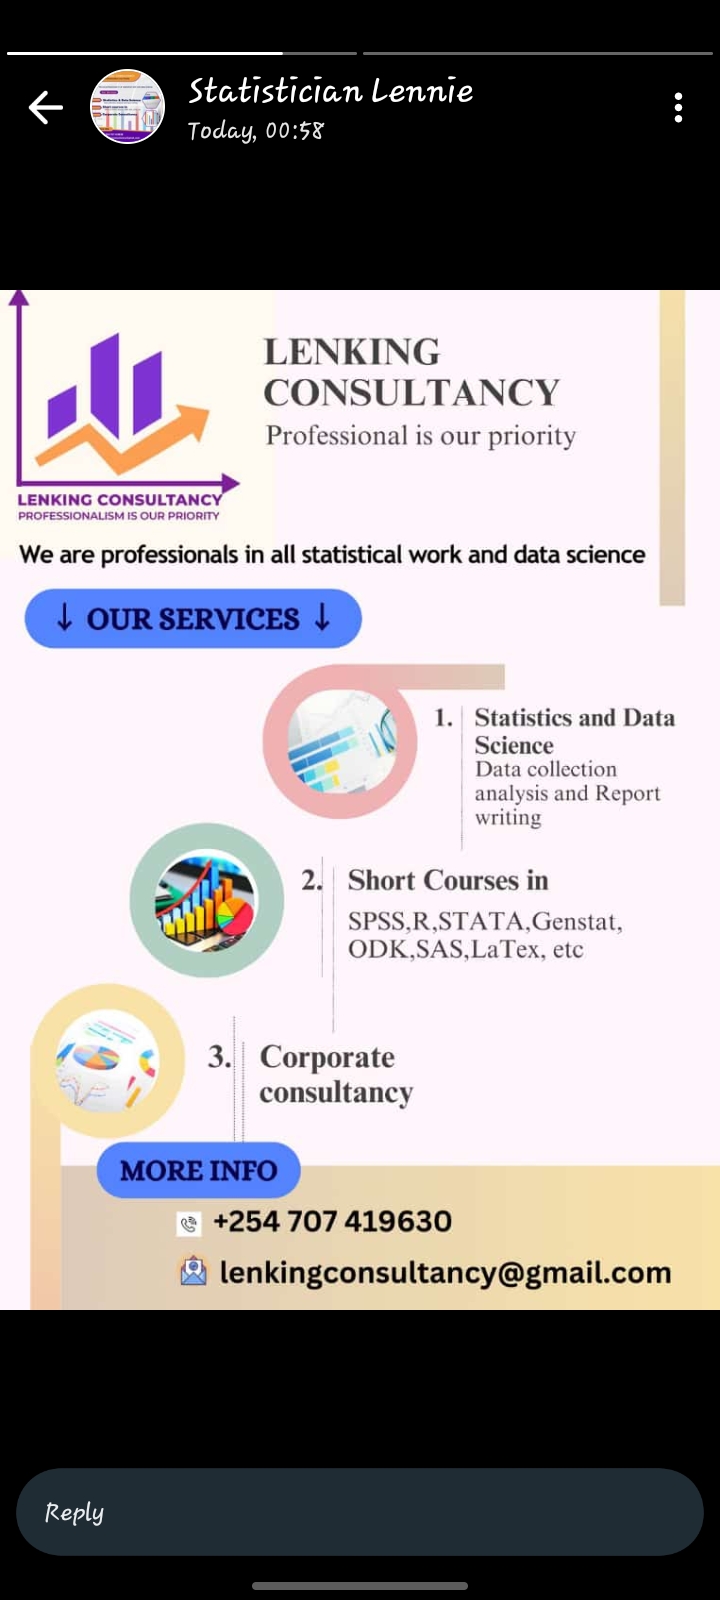 Statistician Lennie
Today, 00:58
LENKING
CONSULTANCY
Professional is our priority
LENKING CONSULTANCY
PROFESSIONALISM IS OUR PRIORITY
We are professionals in all statistical work and data science
↓ OUR SERVICES ↓
1. Statistics and Data
Science
Data collection
analysis and Report
writing
2. Short Courses in
SPSS,R,STATA,Genstat,
ODK,SAS,LaTex, etc
3. Corporate
consultancy
MORE INFO
+254 707 419630
lenkingconsultancy@gmail.com
Reply